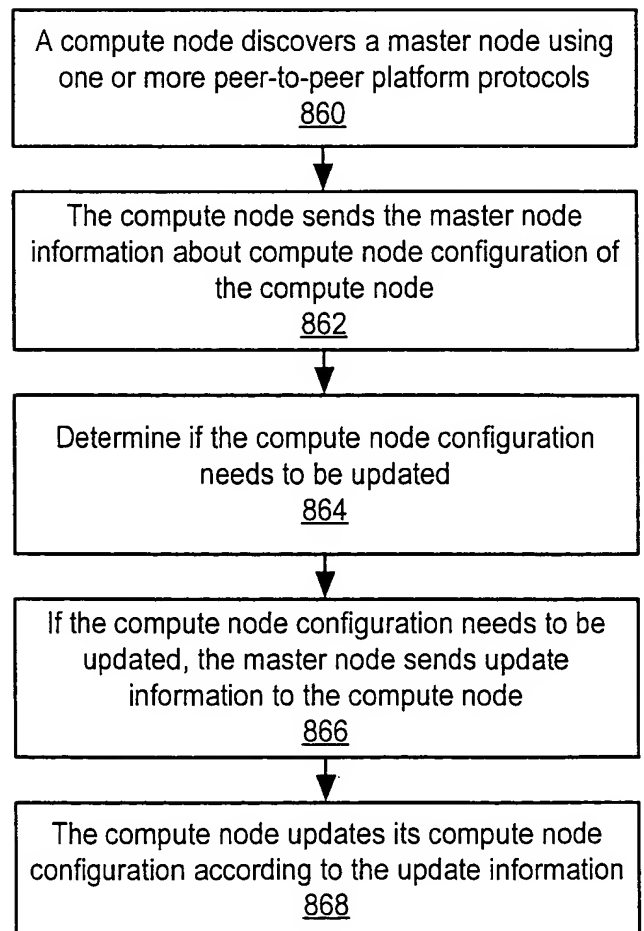 A compute node discovers a master node using
one or more peer-to-peer platform protocols
860
The compute node sends the master node
information about compute node configuration of
the compute node
862
Determine if the compute node configuration
needs to be updated
864
If the compute node configuration needs to be
updated, the master node sends update
information to the compute node
866
The compute node updates its compute node
configuration according to the update information
868